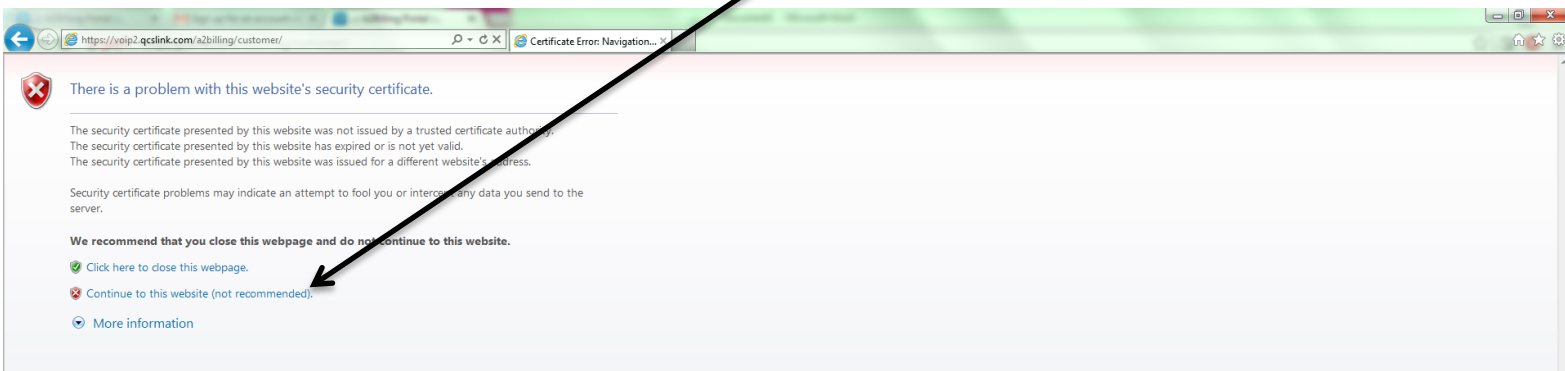 https://voip2.qcslink.com/a2billing/customer/
Certificate Error: Navigation...
There is a problem with this website's security certificate.
The security certificate presented by this website was not issued by a trusted certificate authority.
The security certificate presented by this website has expired or is not yet valid.
The security certificate presented by this website was issued for a different website's address.
Security certificate problems may indicate an attempt to fool you or intercept any data you send to the
server.
We recommend that you close this webpage and do not continue to this website.
Click here to close this webpage.
Continue to this website (not recommended).
More information